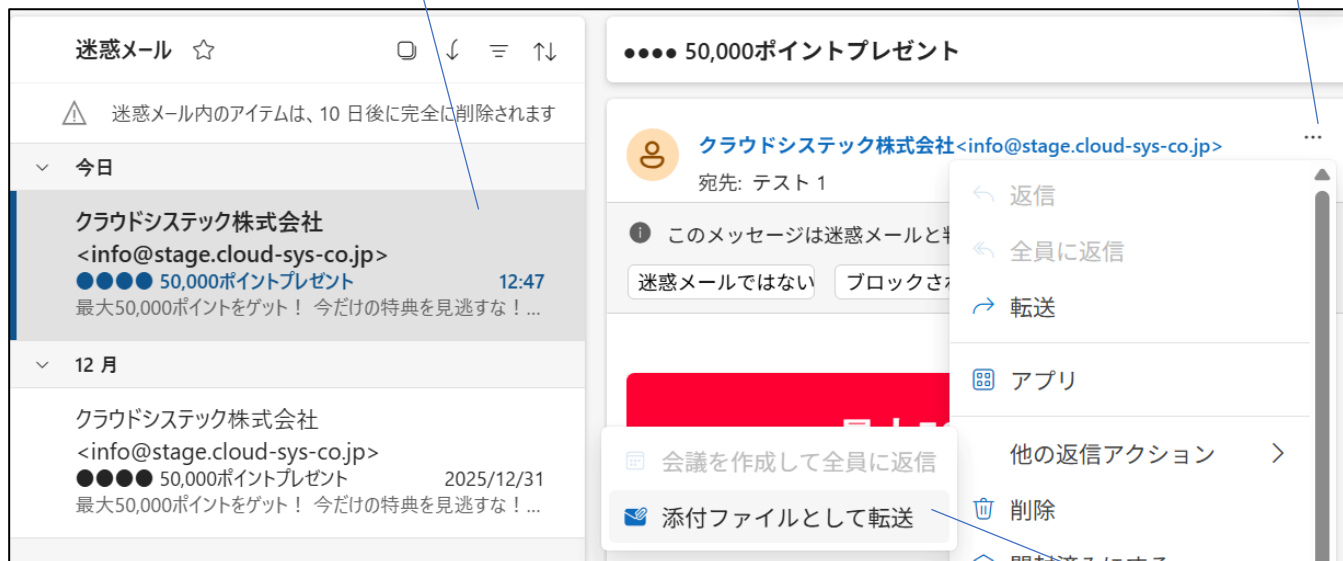 迷惑メール
迷惑メール内のアイテムは、10 日後に完全に削除されます
今日
クラウドシステック株式会社
<info@stage.cloud-sys-co.jp>
●●●● 50,000ポイントプレゼント 12:47
最大50,000ポイントをゲット！ 今だけの特典を見逃すな！...
12 月
クラウドシステック株式会社
<info@stage.cloud-sys-co.jp>
●●●● 50,000ポイントプレゼント 2025/12/31
最大50,000ポイントをゲット！ 今だけの特典を見逃すな！...
●●●● 50,000ポイントプレゼント
クラウドシステック株式会社<info@stage.cloud-sys-co.jp>
宛先: テスト 1
このメッセージは迷惑メールと
迷惑メールではない ブロックさ
返信
全員に返信
転送
アプリ
他の返信アクション
削除
会議を作成して全員に返信
添付ファイルとして転送